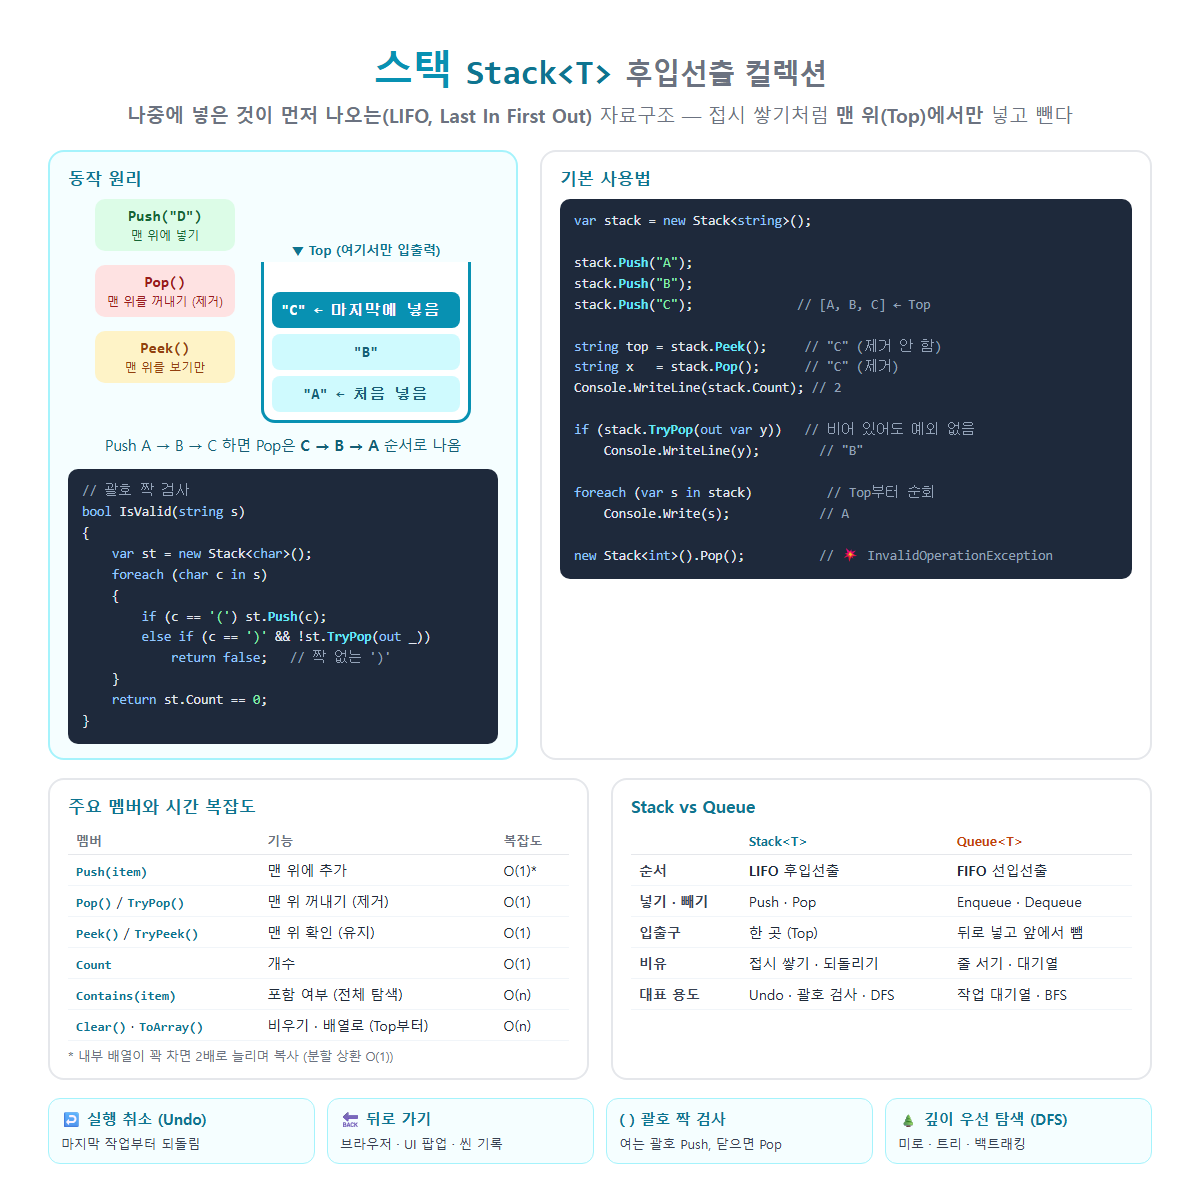 스택 Stack<T> 후입선출 컬렉션
나중에 넣은 것이 먼저 나오는(LIFO, Last In First Out) 자료구조 — 접시 쌓기처럼 맨 위(Top)에서만 넣고 뺀다
동작 원리
Push("D")
맨 위에 넣기
Pop()
맨 위를 꺼내기 (제거)
Peek()
맨 위를 보기만
▼ Top (여기서만 입출력)
"C" ← 마지막에 넣음
"B"
"A" ← 처음 넣음
Push A → B → C 하면 Pop은 C → B → A 순서로 나옴
// 괄호 짝 검사
bool IsValid(string s)
{
    var st = new Stack<char>();
    foreach (char c in s)
    {
        if (c == '(') st.Push(c);
        else if (c == ')' && !st.TryPop(out _))
            return false;   // 짝 없는 ')'
    }
    return st.Count == 0;
}
기본 사용법
var stack = new Stack<string>();
stack.Push("A");
stack.Push("B");
stack.Push("C");              // [A, B, C] ← Top
string top = stack.Peek();     // "C" (제거 안 함)
string x   = stack.Pop();      // "C" (제거)
Console.WriteLine(stack.Count); // 2
if (stack.TryPop(out var y))   // 비어 있어도 예외 없음
    Console.WriteLine(y);        // "B"
foreach (var s in stack)          // Top부터 순회
    Console.Write(s);            // A
new Stack<int>().Pop();          // 💥 InvalidOperationException
주요 멤버와 시간 복잡도
멤버 기능 복잡도
Push(item) 맨 위에 추가 O(1)*
Pop() / TryPop() 맨 위 꺼내기 (제거) O(1)
Peek() / TryPeek() 맨 위 확인 (유지) O(1)
Count 개수 O(1)
Contains(item) 포함 여부 (전체 탐색) O(n)
Clear() · ToArray() 비우기 · 배열로 (Top부터) O(n)
* 내부 배열이 꽉 차면 2배로 늘리며 복사 (분할 상환 O(1))
Stack vs Queue
Stack<T> Queue<T>
순서 LIFO 후입선출 FIFO 선입선출
넣기 · 빼기 Push · Pop Enqueue · Dequeue
입출구 한 곳 (Top) 뒤로 넣고 앞에서 뺌
비유 접시 쌓기 · 되돌리기 줄 서기 · 대기열
대표 용도 Undo · 괄호 검사 · DFS 작업 대기열 · BFS
↩️ 실행 취소 (Undo)
마지막 작업부터 되돌림
🔙 뒤로 가기
브라우저 · UI 팝업 · 씬 기록
( ) 괄호 짝 검사
여는 괄호 Push, 닫으면 Pop
🌲 깊이 우선 탐색 (DFS)
미로 · 트리 · 백트래킹